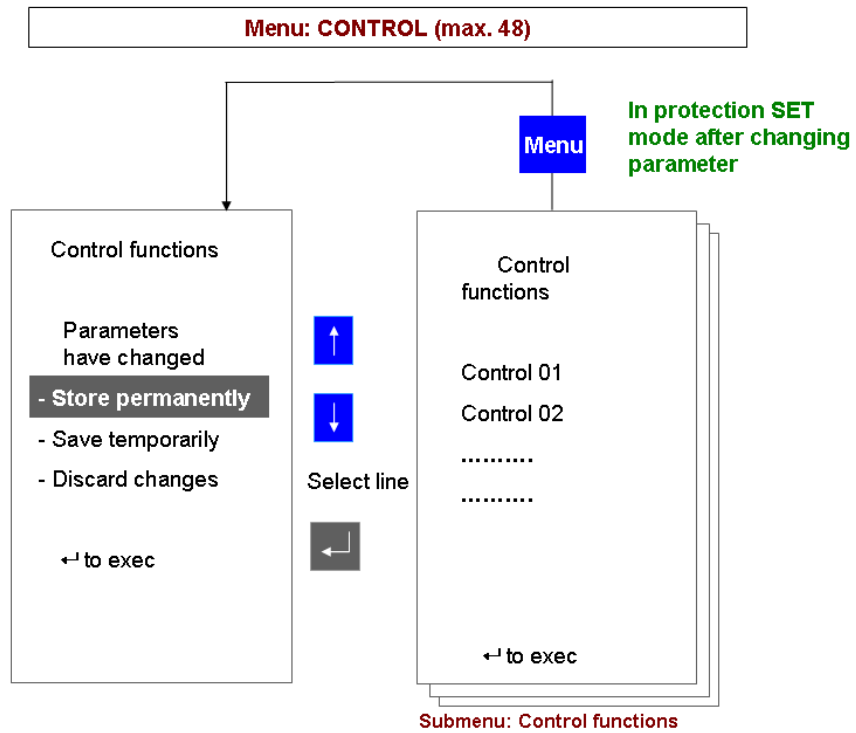 Menu: CONTROL (max. 48)
In protection SET
mode after changing
parameter
Menu
Control functions
Parameters
have changed
- Store permanently
- Save temporarily
- Discard changes
↵ to exec
Select line
Control
functions
Control 01
Control 02
..........
..........
↵ to exec
Submenu: Control functions